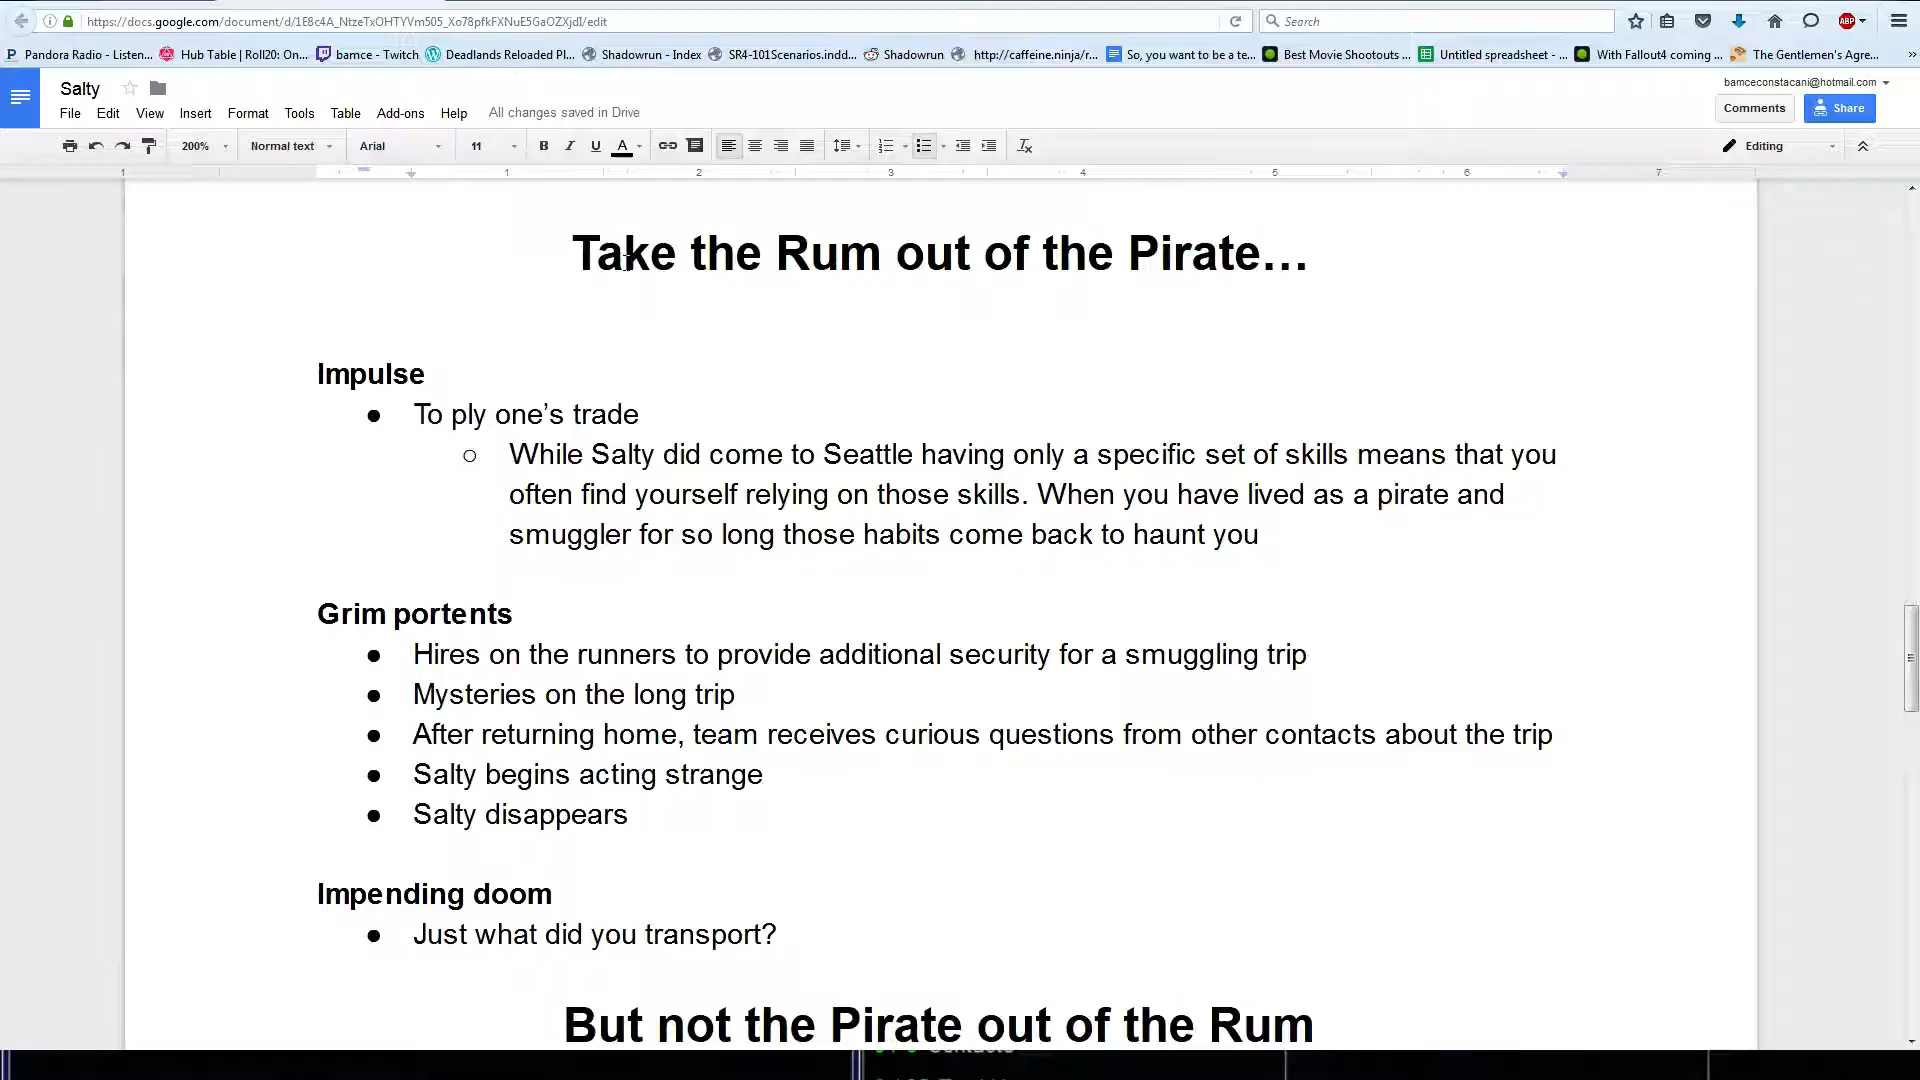 https://docs.google.com/document/d/1E8c4A_NtzeTxOHTYVm505_Xo78pfkFXNuE5GaOZXjdI/edit
Search
ABP
Pandora Radio - Listen...
Hub Table | Roll20: On...
bamce - Twitch
Deadlands Reloaded Pl...
Shadowrun - Index
SR4-101Scenarios.indd...
Shadowrun
http://caffeine.ninja/r...
So, you want to be a te...
Best Movie Shootouts ...
Untitled spreadsheet - ...
With Fallout4 coming ...
The Gentlemen's Agre...
Salty
bamceconstacani@hotmail.com
File Edit View Insert Format Tools Table Add-ons Help All changes saved in Drive
Comments
Share
200% Normal text Arial 11 B I U A
Editing
1 1 2 3 4 5 6 7
Take the Rum out of the Pirate…
Impulse
● To ply one’s trade
○ While Salty did come to Seattle having only a specific set of skills means that you
often find yourself relying on those skills. When you have lived as a pirate and
smuggler for so long those habits come back to haunt you
Grim portents
● Hires on the runners to provide additional security for a smuggling trip
● Mysteries on the long trip
● After returning home, team receives curious questions from other contacts about the trip
● Salty begins acting strange
● Salty disappears
Impending doom
● Just what did you transport?
But not the Pirate out of the Rum